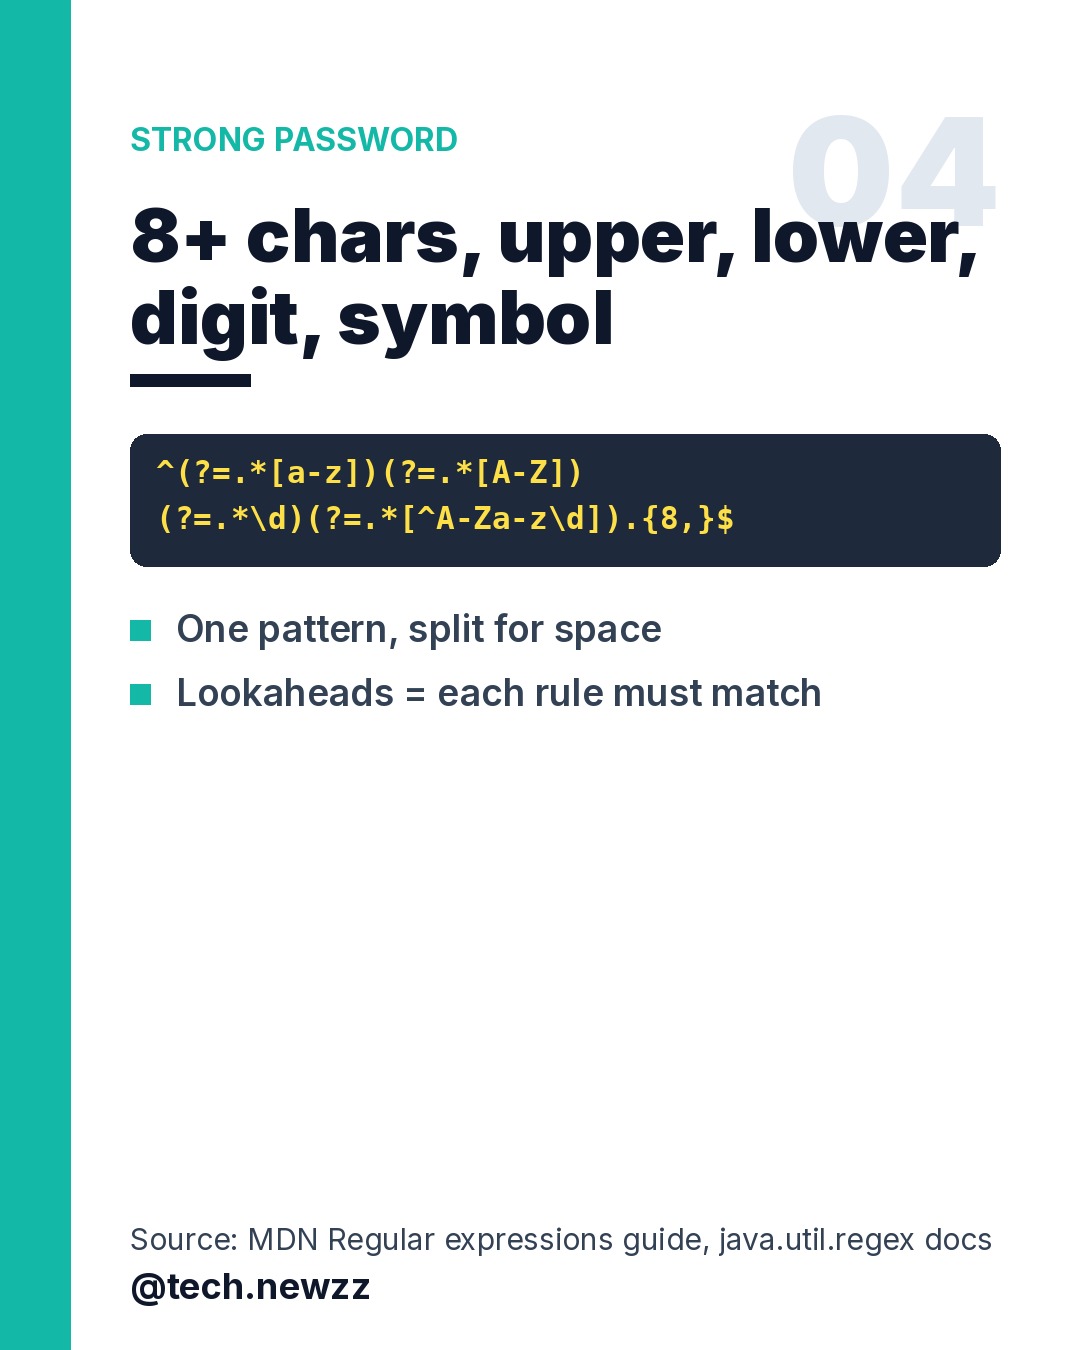 STRONG PASSWORD
04
8+ chars, upper, lower,
digit, symbol
^(?=.*[a-z])(?=.*[A-Z])
(?=.*\d)(?=.*[^A-Za-z\d]).{8,}$
One pattern, split for space
Lookaheads = each rule must match
Source: MDN Regular expressions guide, java.util.regex docs
@tech.newzz